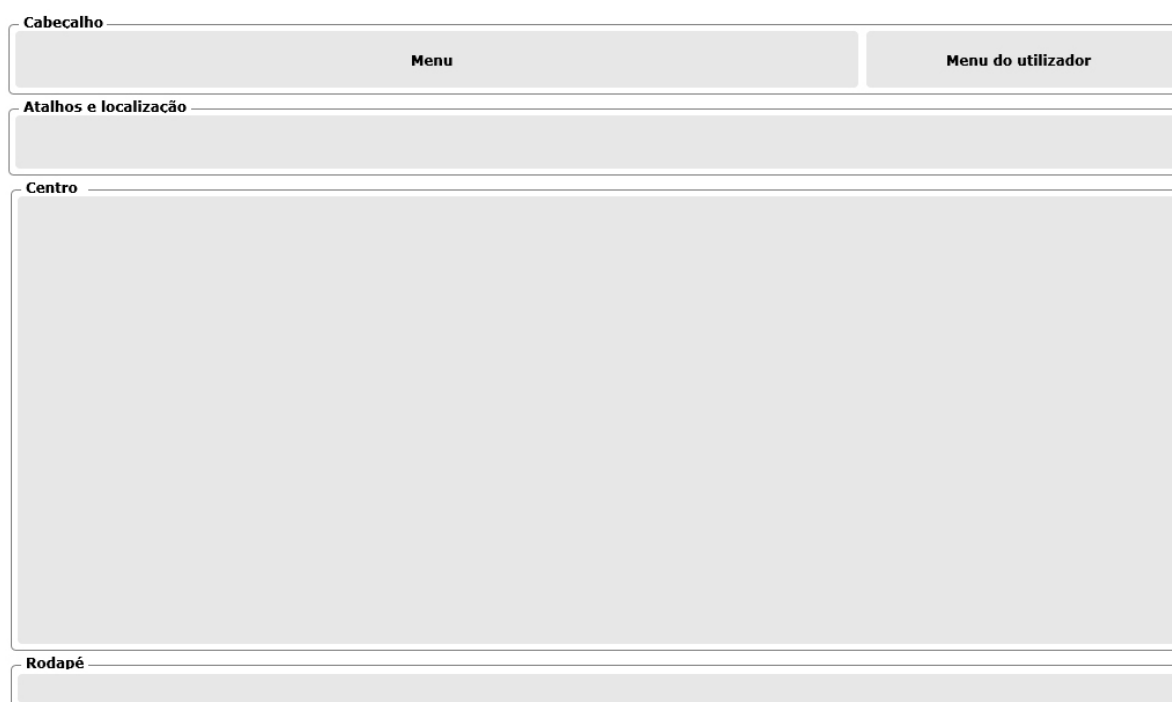 Cabeçalho
Menu
Menu do utilizador
Atalhos e localização
Centro
Rodapé